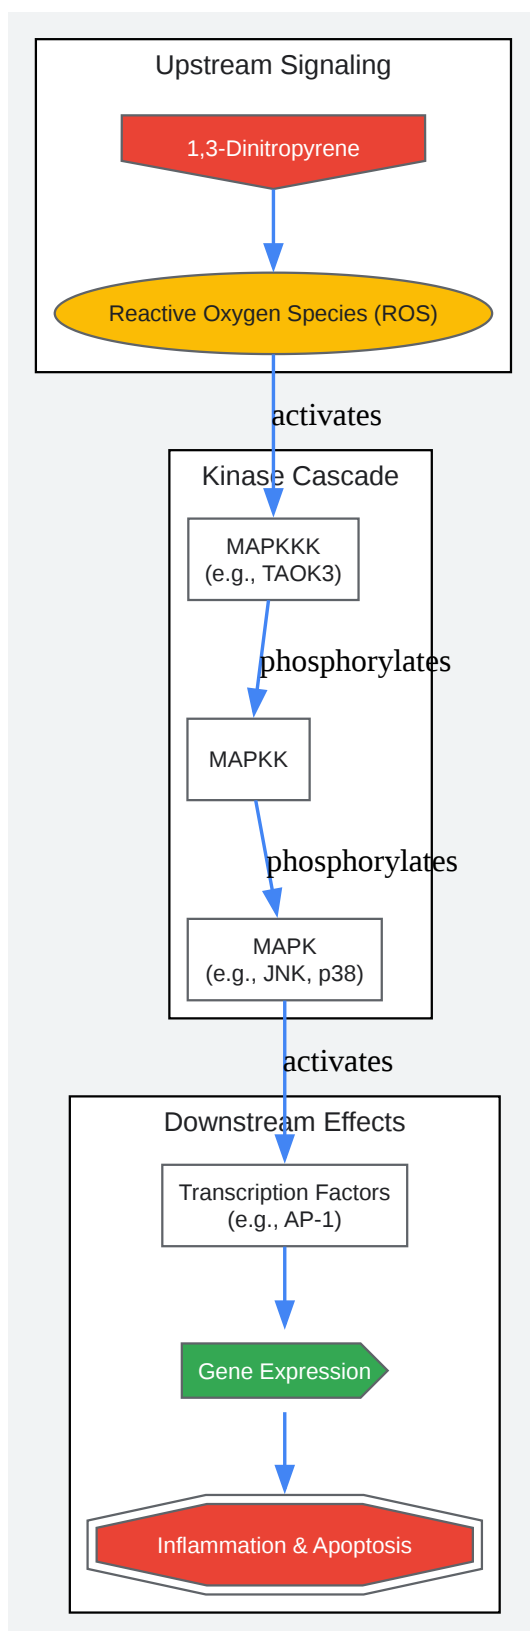 Upstream Signaling
1,3-Dinitropyrene
Reactive Oxygen Species (ROS)
activates
Kinase Cascade
MAPKKK
(e.g., TAOK3)
phosphorylates
MAPKK
phosphorylates
MAPK
(e.g., JNK, p38)
activates
Downstream Effects
Transcription Factors
(e.g., AP-1)
Gene Expression
Inflammation & Apoptosis